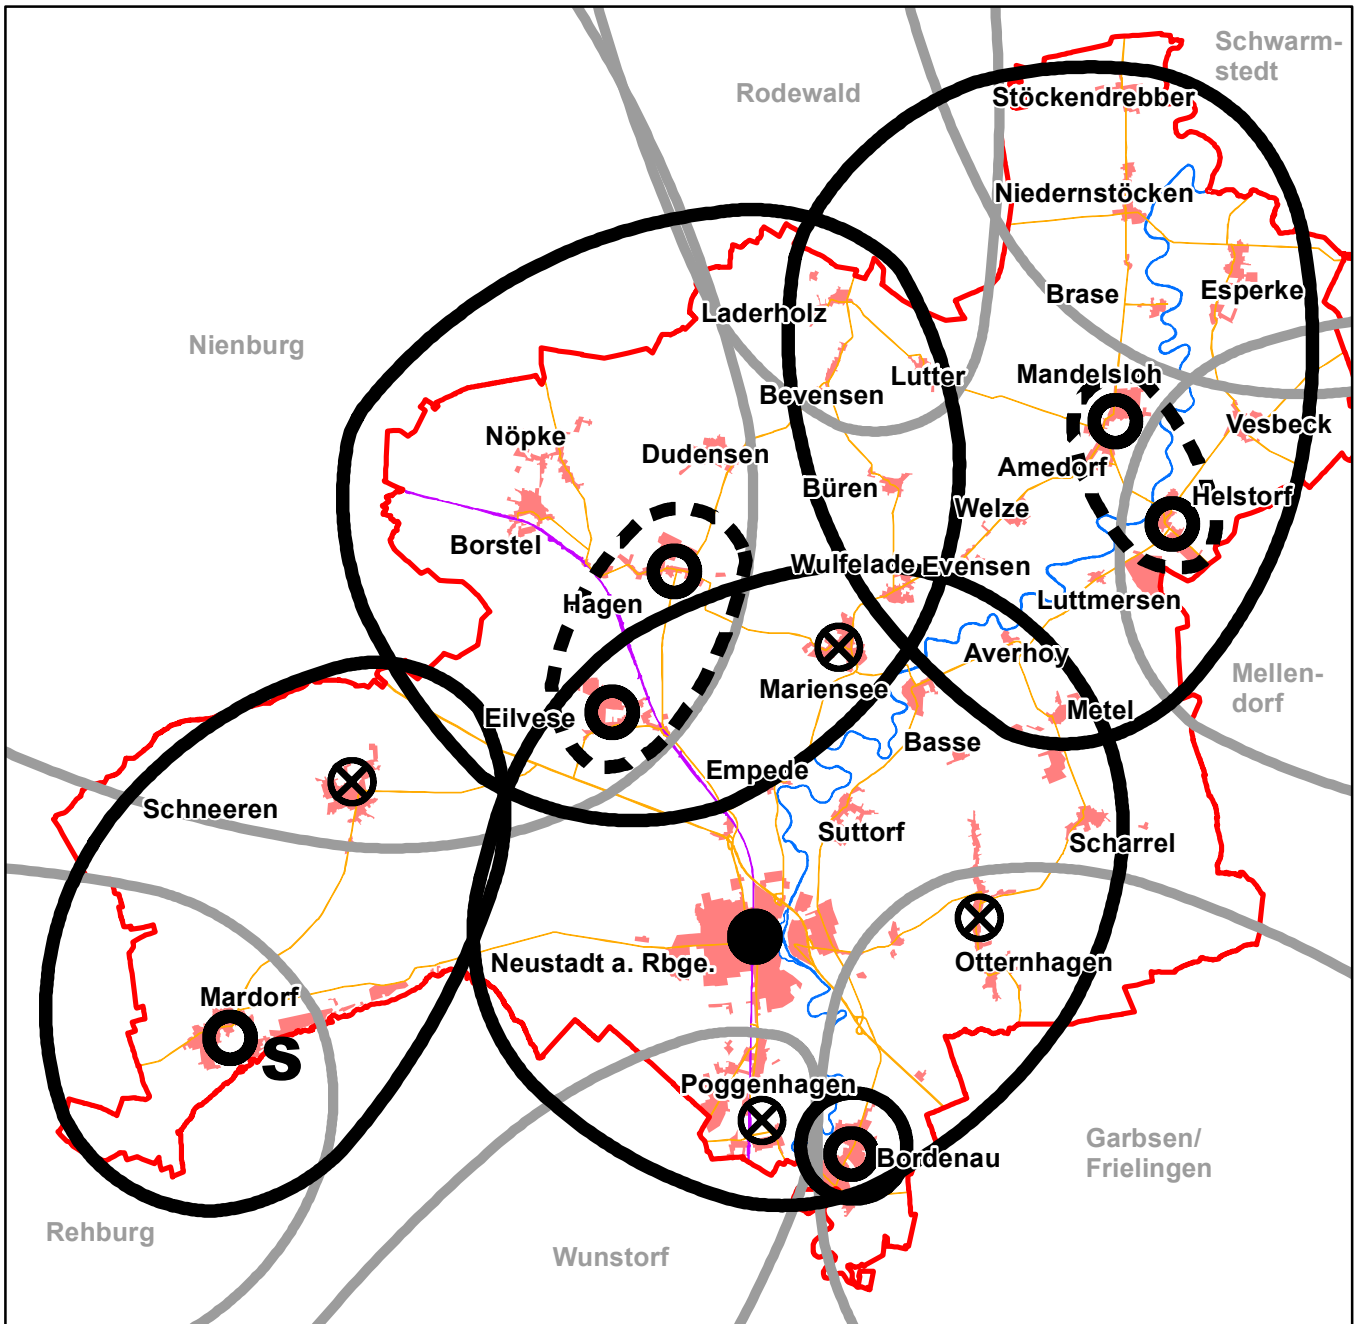 Schwarm-
stedt
Rodewald
Stöckendrebber
Niedernstöcken
Esperke
Brase
Laderholz
Nienburg
Lutter
Mandelsloh
Bevensen
Vesbeck
Nöpke
Dudensen
Amedorf
Büren
Helstorf
Welze
Borstel
Wulfelade
Evensen
Hagen
Luttmersen
Averhoy
Mariensee
Mellen-
dorf
Eilvese
Metel
Basse
Empede
Schneeren
Suttorf
Scharrel
Neustadt a. Rbge.
Otternhagen
Mardorf
S
Poggenhagen
Garbsen/
Frielingen
Bordenau
Rehburg
Wunstorf